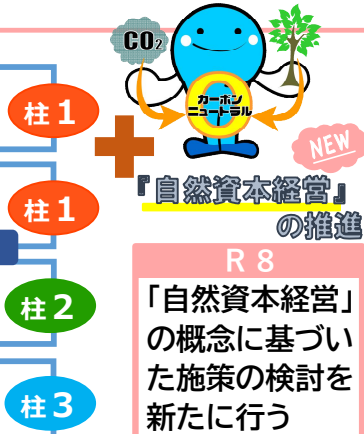 CO₂
カーボン
ニュートラル
柱1
NEW
『自然資本経営』
の推進
柱1
R 8
柱2
「自然資本経営」
の概念に基づい
た施策の検討を
新たに行う
柱3